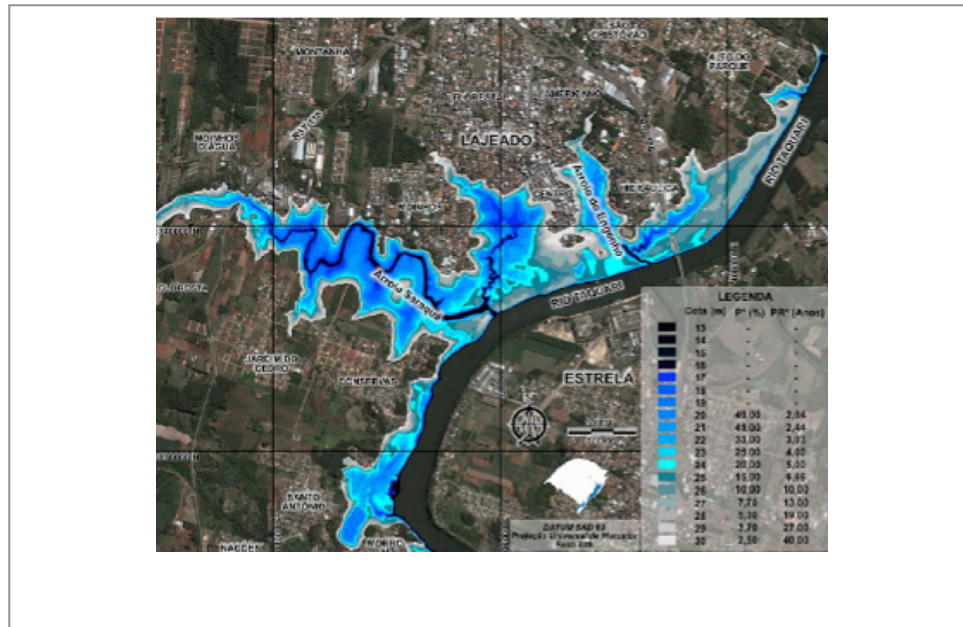 MONTANHA
SÃO
CRISTÓVÃO
ALTO DO
PARQUE
FLORESTAL
AMERICANO
MOINHOS
D'ÁGUA
LAJEADO
RIO TAQUARI
HIDRÁULICA
CENTRO
MOINHOS
Arroio do Engenho
FLORESTA
Arroio Saraquá
RIO TAQUARI
JARDIM DO
CEDRO
CONSERVAS
ESTRELA
SANTO
ANTÔNIO
NAÇÕES
MORRO
DATUM SAD 69
Projeção Universal de Mercator
LEGENDA
Cota (m) P* (%) PR* (Anos)
13 - -
14 - -
15 - -
16 - -
17 - -
18 - -
19 - -
20 49,00 2,04
21 41,00 2,44
22 33,00 3,03
23 25,00 4,00
24 20,00 5,00
25 15,00
26 10,00 10,00
27 7,70 13,00
28 19,00
29 3,70 27,00
30 2,50 40,00